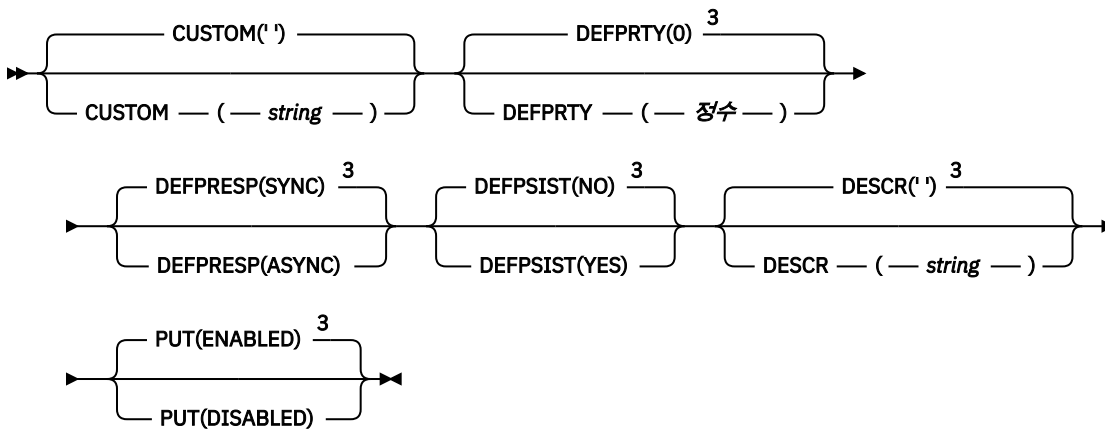 CUSTOM(' ') DEFPRTY(0) 3
CUSTOM ( string ) DEFPRTY ( 정수 )
DEFPRESP(SYNC) 3 DEFPSIST(NO) 3 DESCR(' ') 3
DEFPRESP(ASYNC) DEFPSIST(YES) DESCR ( string )
PUT(ENABLED) 3
PUT(DISABLED)